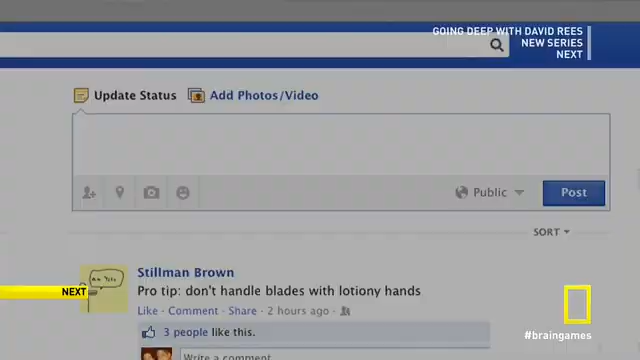 GOING DEEP WITH DAVID REES
NEW SERIES
NEXT
Update Status Add Photos/Video
Public Post
SORT
Stillman Brown
Pro tip: don't handle blades with lotiony hands
Like · Comment · Share · 2 hours ago ·
NEXT
3 people like this.
Write a comment
#braingames